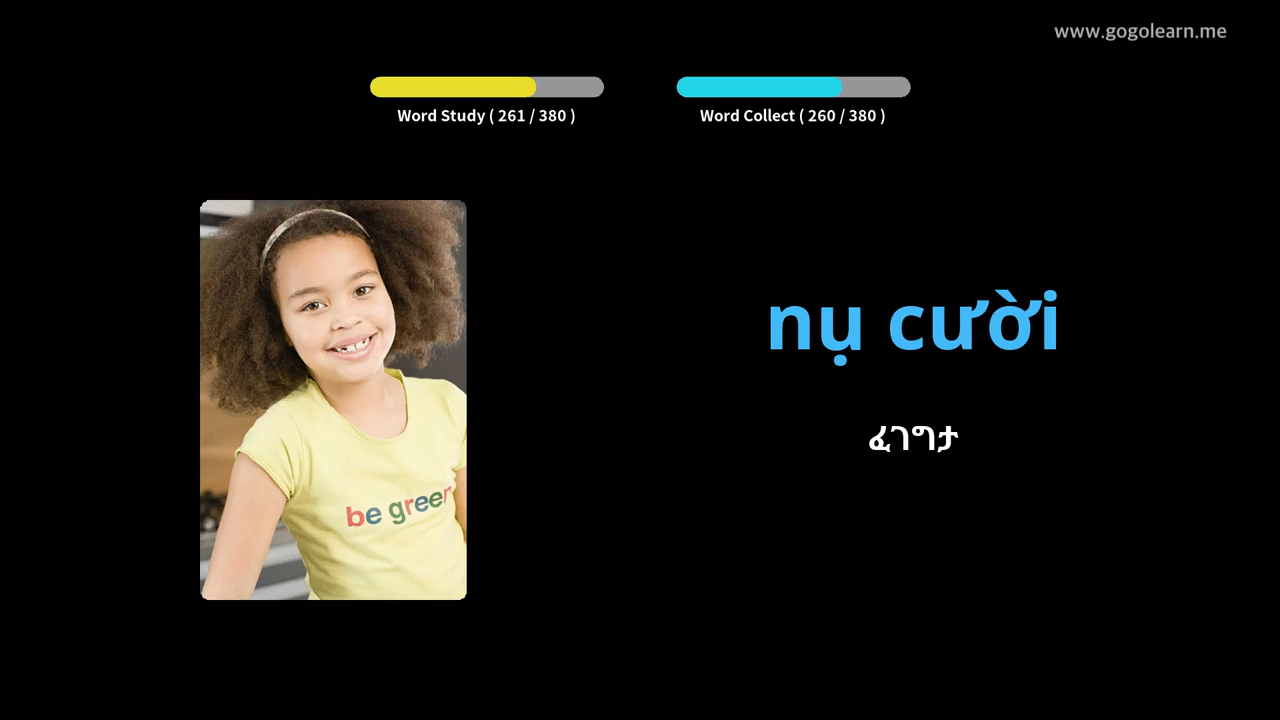 www.gogolearn.me
Word Study ( 261 / 380 )
Word Collect ( 260 / 380 )
nụ cười
ፈገግታ
be green